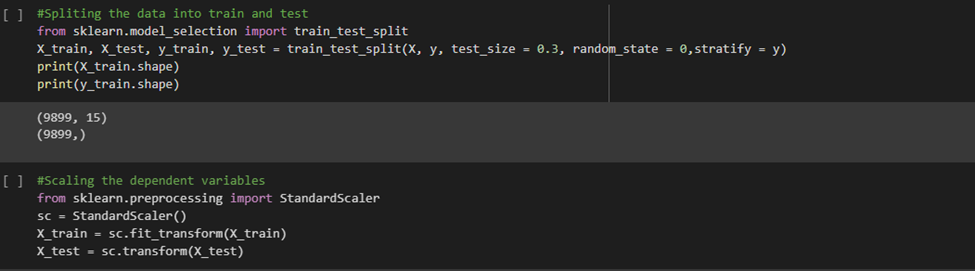 [ ] #Spliting the data into train and test
from sklearn.model_selection import train_test_split
X_train, X_test, y_train, y_test = train_test_split(X, y, test_size = 0.3, random_state = 0,stratify = y)
print(X_train.shape)
print(y_train.shape)
(9899, 15)
(9899,)
[ ] #Scaling the dependent variables
from sklearn.preprocessing import StandardScaler
sc = StandardScaler()
X_train = sc.fit_transform(X_train)
X_test = sc.transform(X_test)